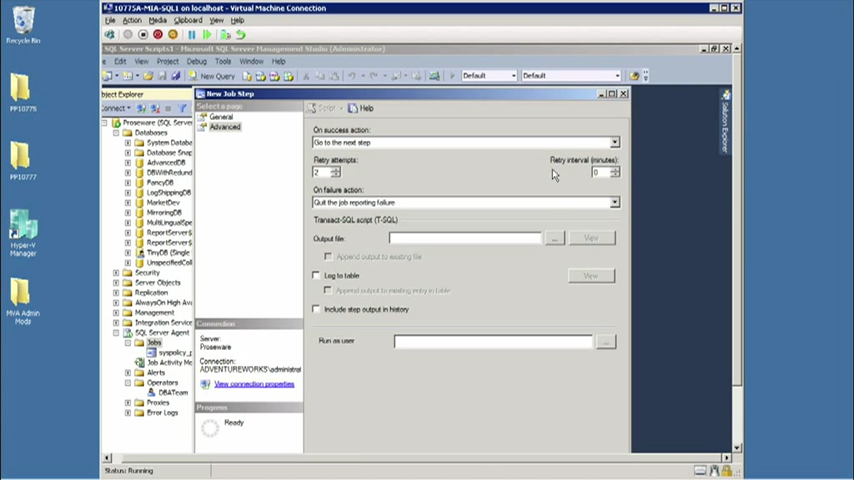 10775A-MIA-SQL1 on localhost - Virtual Machine Connection
File Action Media Clipboard View Help
SQL Server Scripts1 - Microsoft SQL Server Management Studio (Administrator)
Edit View Project Debug Tools Window Help
New Query
Default
Default
Recycle Bin
PP10775
PP10777
Hyper-V
Manager
MVA Admin
Mods
bject Explorer
Connect
Proseware (SQL Server
Databases
System Databa
Database Snap
AdventureDB
DBWithRedund
FancyDB
LogShippingDB
MarketDev
MirroringDB
MultiLingualSpe
ReportServer$
ReportServer$
TinyDB (Single
UnspecifiedColl
Security
Server Objects
Replication
AlwaysOn High Ava
Management
Integration Service
SQL Server Agent
Jobs
syspolicy_p
Job Activity Mo
Alerts
Operators
DBATeam
Proxies
Error Logs
New Job Step
Select a page
General
Advanced
Script Help
On success action:
Go to the next step
Retry attempts:
Retry interval (minutes):
2
0
On failure action:
Quit the job reporting failure
Transact-SQL script (T-SQL)
Output file:
...
View
Append output to existing file
Log to table
View
Append output to existing entry in table
Include step output in history
Run as user
...
Connection
Server:
Proseware
Connection:
ADVENTUREWORKS\administrat
View connection properties
Progress
Ready
Solution Explorer
Status: Running